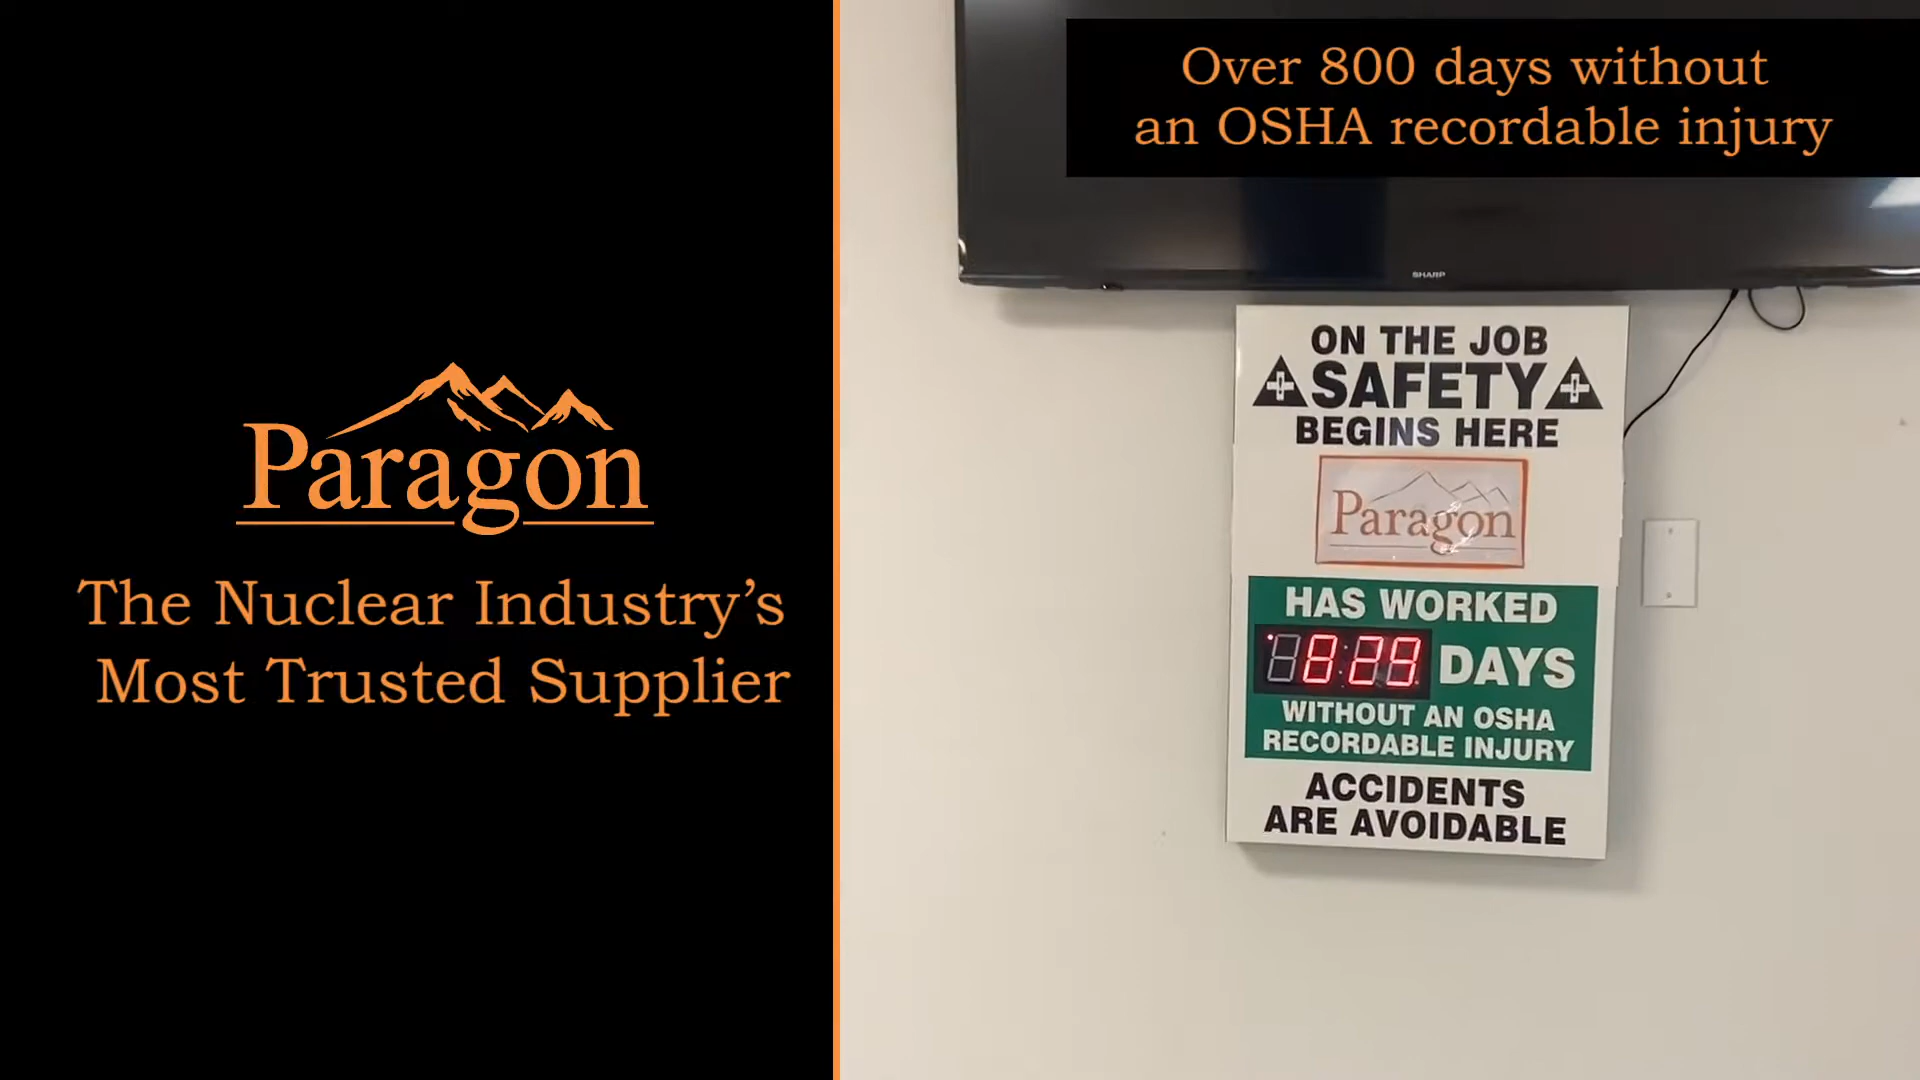 Paragon
The Nuclear Industry’s
Most Trusted Supplier
Over 800 days without
an OSHA recordable injury
SHARP
ON THE JOB
SAFETY
BEGINS HERE
Paragon
HAS WORKED
829 DAYS
WITHOUT AN OSHA
RECORDABLE INJURY
ACCIDENTS
ARE AVOIDABLE